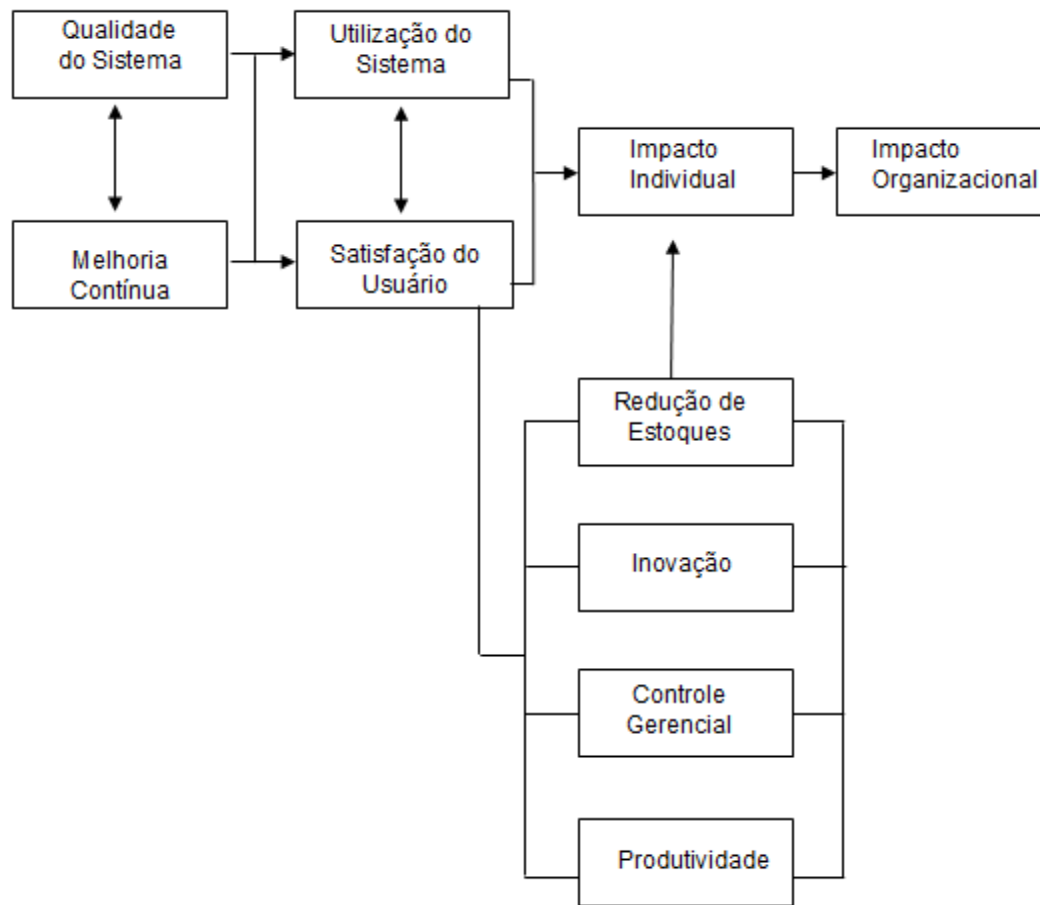 Qualidade
do Sistema
Utilização do
Sistema
Impacto
Individual
Impacto
Organizacional
Melhoria
Contínua
Satisfação do
Usuário
Redução de
Estoques
Inovação
Controle
Gerencial
Produtividade